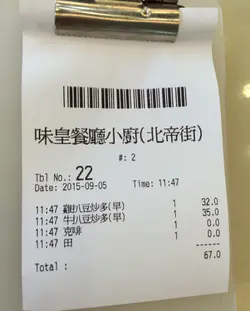 味皇餐廳小廚(北帝街)
#: 2
Tbl No.: 22
Date: 2015-09-05 Time: 11:47
11:47 雞扒豆炒多(早) 1 32.0
11:47 牛扒豆炒多(早) 1 35.0
11:47 克啡 1 0.0
11:47 田 1 0.0
------
Total : 67.0